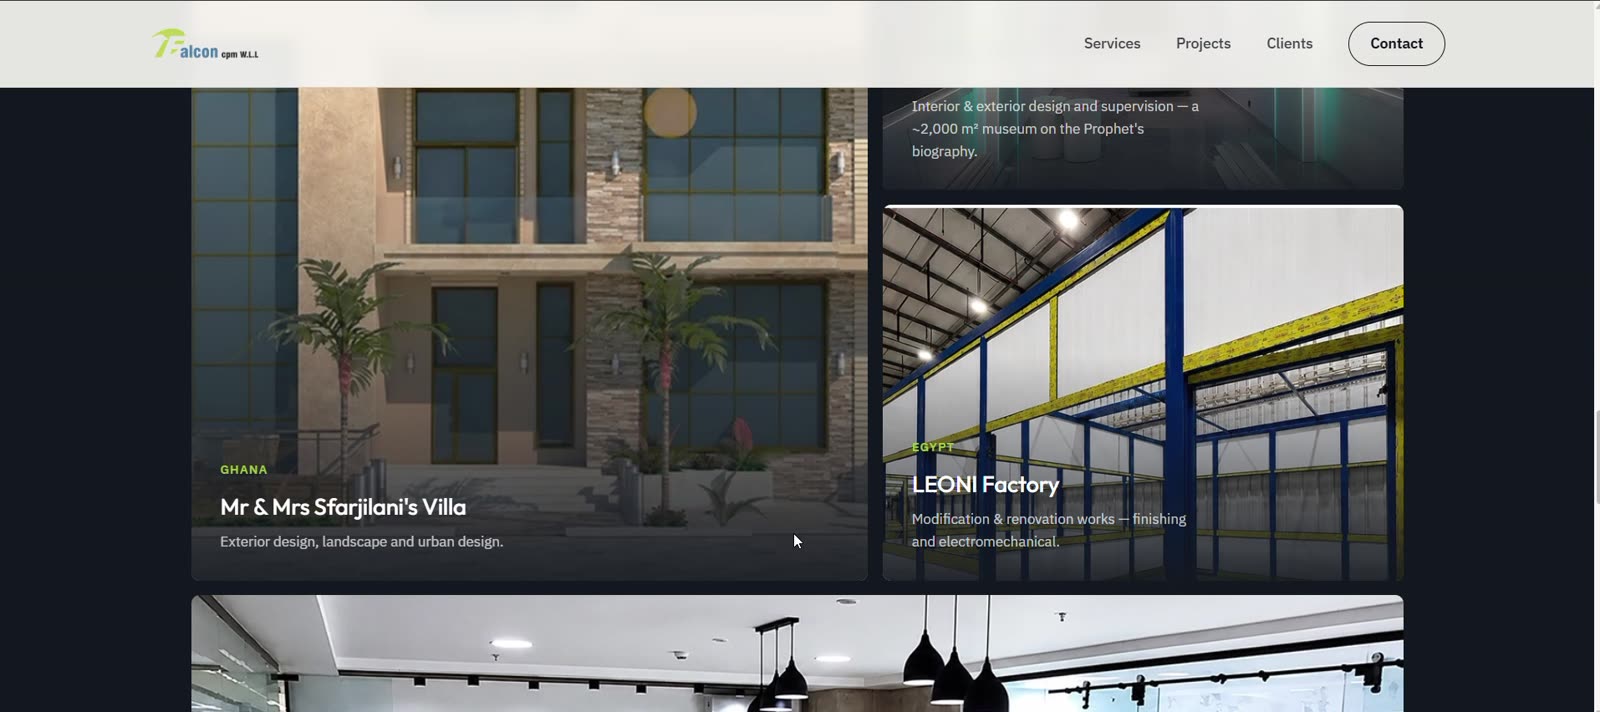 Falcon cpm W.L.L
Services
Projects
Clients
Contact
Interior & exterior design and supervision — a
~2,000 m² museum on the Prophet's
biography.
GHANA
Mr & Mrs Sfarjilani's Villa
Exterior design, landscape and urban design.
EGYPT
LEONI Factory
Modification & renovation works — finishing
and electromechanical.